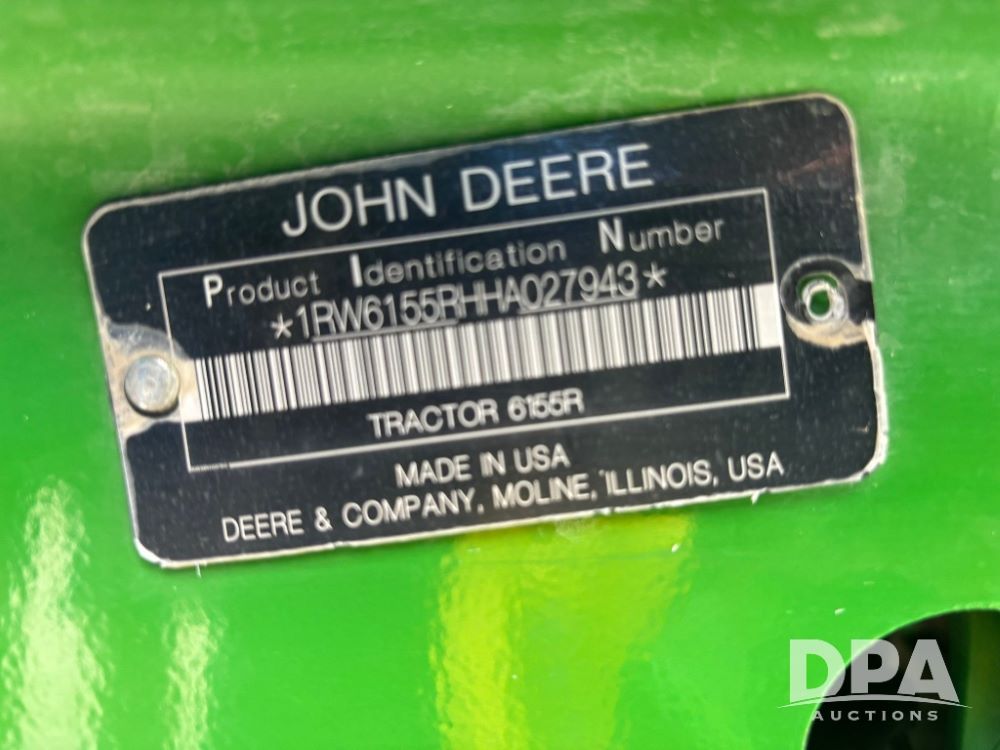 JOHN DEERE
Product Identification Number
*1RW6155RHHA027943*
TRACTOR 6155R
MADE IN USA
DEERE & COMPANY, MOLINE, ILLINOIS, USA
DPA
AUCTIONS